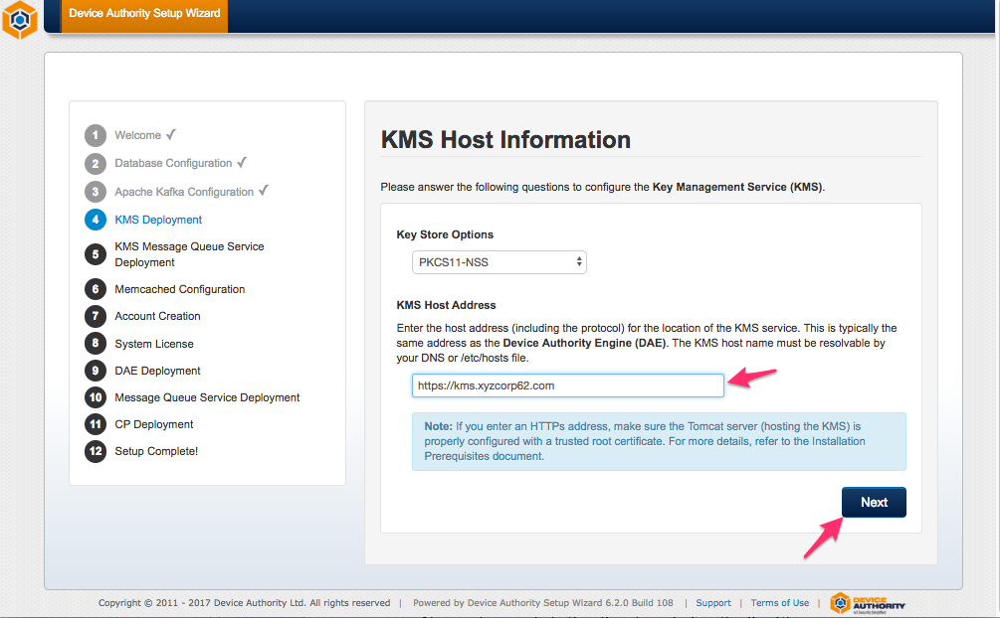 Device Authority Setup Wizard
1 Welcome ✓
2 Database Configuration ✓
3 Apache Kafka Configuration ✓
4 KMS Deployment
5 KMS Message Queue Service
Deployment
6 Memcached Configuration
7 Account Creation
8 System License
9 DAE Deployment
10 Message Queue Service Deployment
11 CP Deployment
12 Setup Complete!
KMS Host Information
Please answer the following questions to configure the Key Management Service (KMS).
Key Store Options
PKCS11-NSS
KMS Host Address
Enter the host address (including the protocol) for the location of the KMS service. This is typically the
same address as the Device Authority Engine (DAE). The KMS host name must be resolvable by
your DNS or /etc/hosts file.
https://kms.xyzcorp62.com
Note: If you enter an HTTPs address, make sure the Tomcat server (hosting the KMS) is
properly configured with a trusted root certificate. For more details, refer to the Installation
Prerequisites document.
Next
Copyright © 2011 - 2017 Device Authority Ltd. All rights reserved | Powered by Device Authority Setup Wizard 6.2.0 Build 108 | Support | Terms of Use |
DEVICE
AUTHORITY